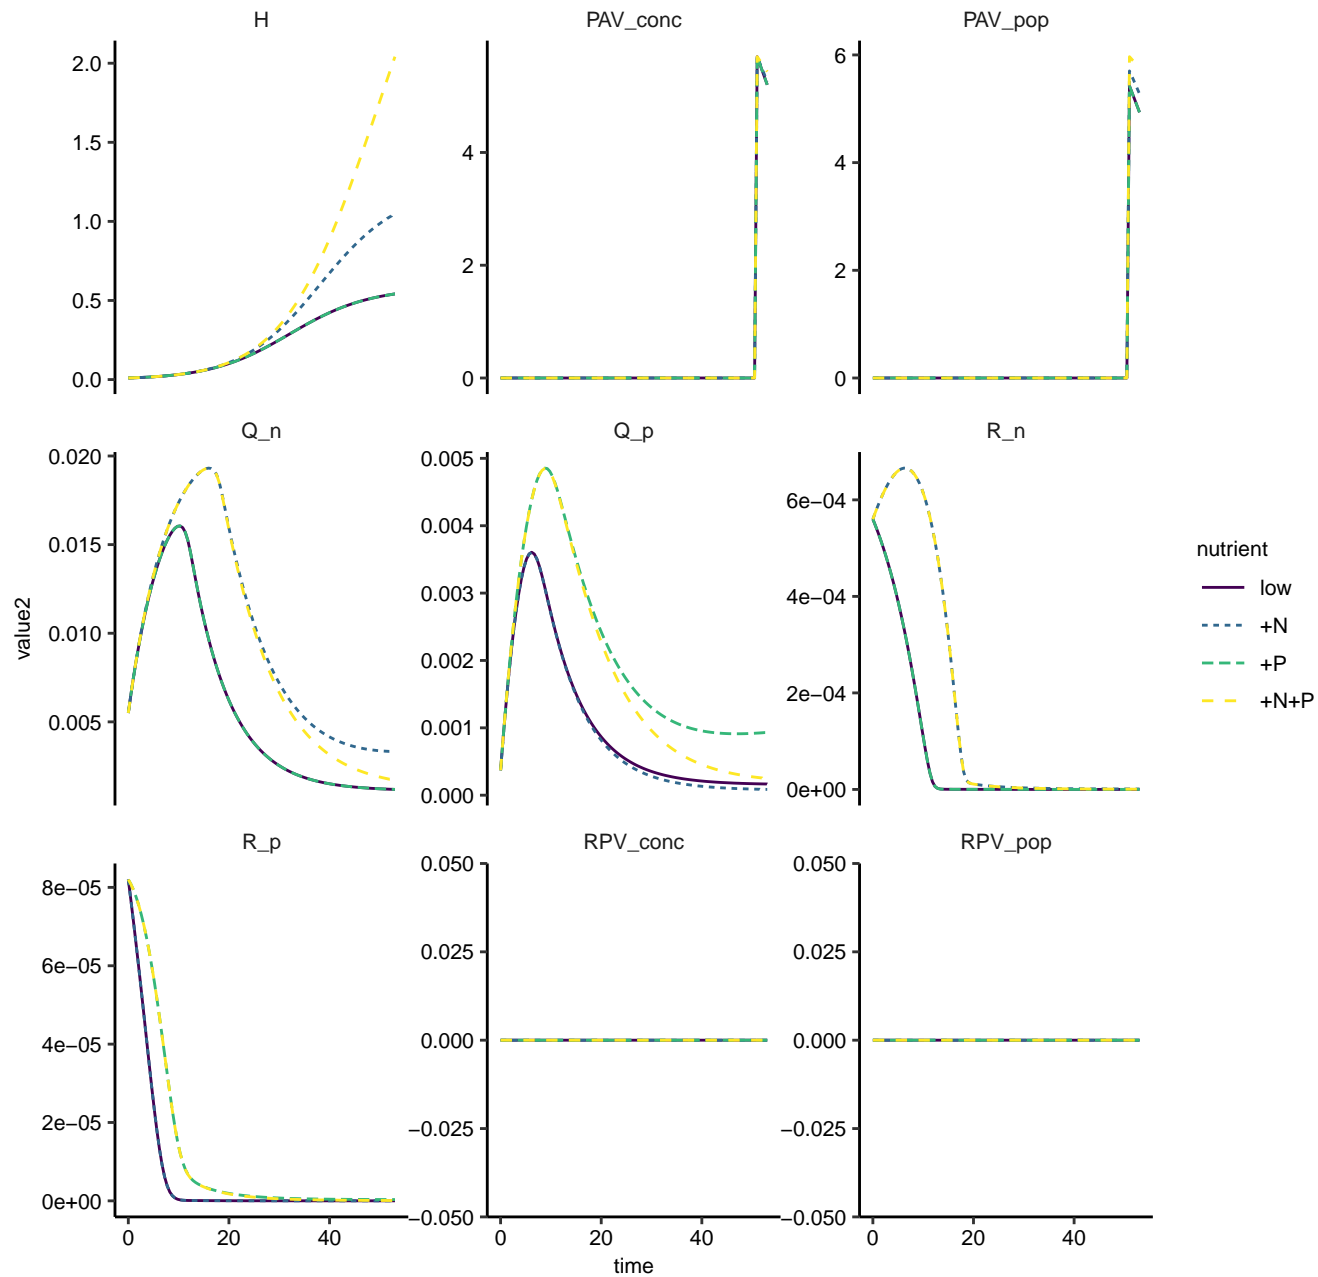 H
PAV_conc
PAV_pop
2.0
1.5
1.0
0.5
0.0
4
2
0
6
4
2
0
Q_n
Q_p
R_n
0.020
0.015
0.010
0.005
0.005
0.004
0.003
0.002
0.001
0.000
6e−04
4e−04
2e−04
0e+00
R_p
RPV_conc
RPV_pop
8e−05
6e−05
4e−05
2e−05
0e+00
0.050
0.025
0.000
−0.025
−0.050
0.050
0.025
0.000
−0.025
−0.050
0 20 40
0 20 40
0 20 40
time
value2
nutrient
low
+N
+P
+N+P